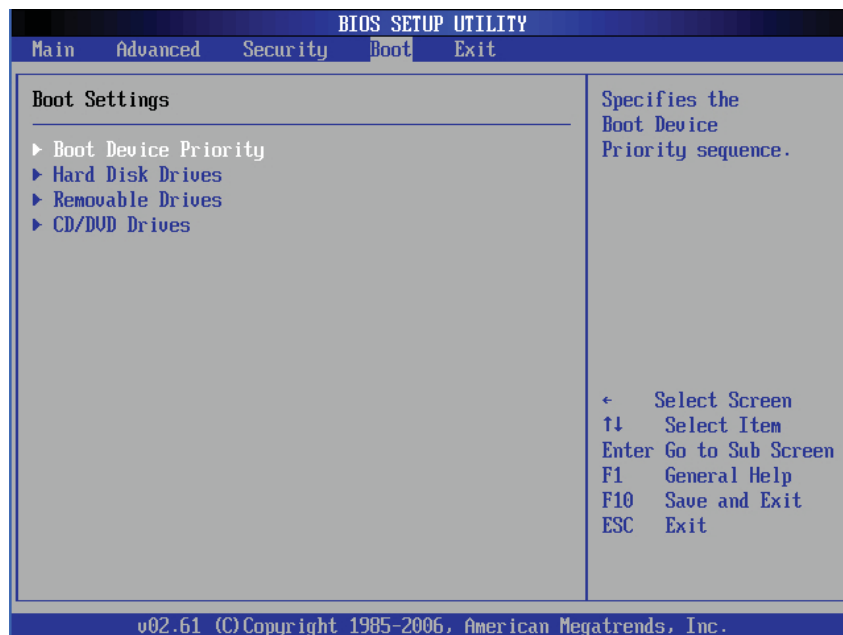 BIOS SETUP UTILITY
Main Advanced Security Boot Exit
Boot Settings
▶ Boot Device Priority
▶ Hard Disk Drives
▶ Removable Drives
▶ CD/DVD Drives
Specifies the
Boot Device
Priority sequence.
← Select Screen
↑↓ Select Item
Enter Go to Sub Screen
F1 General Help
F10 Save and Exit
ESC Exit
v02.61 (C)Copyright 1985-2006, American Megatrends, Inc.